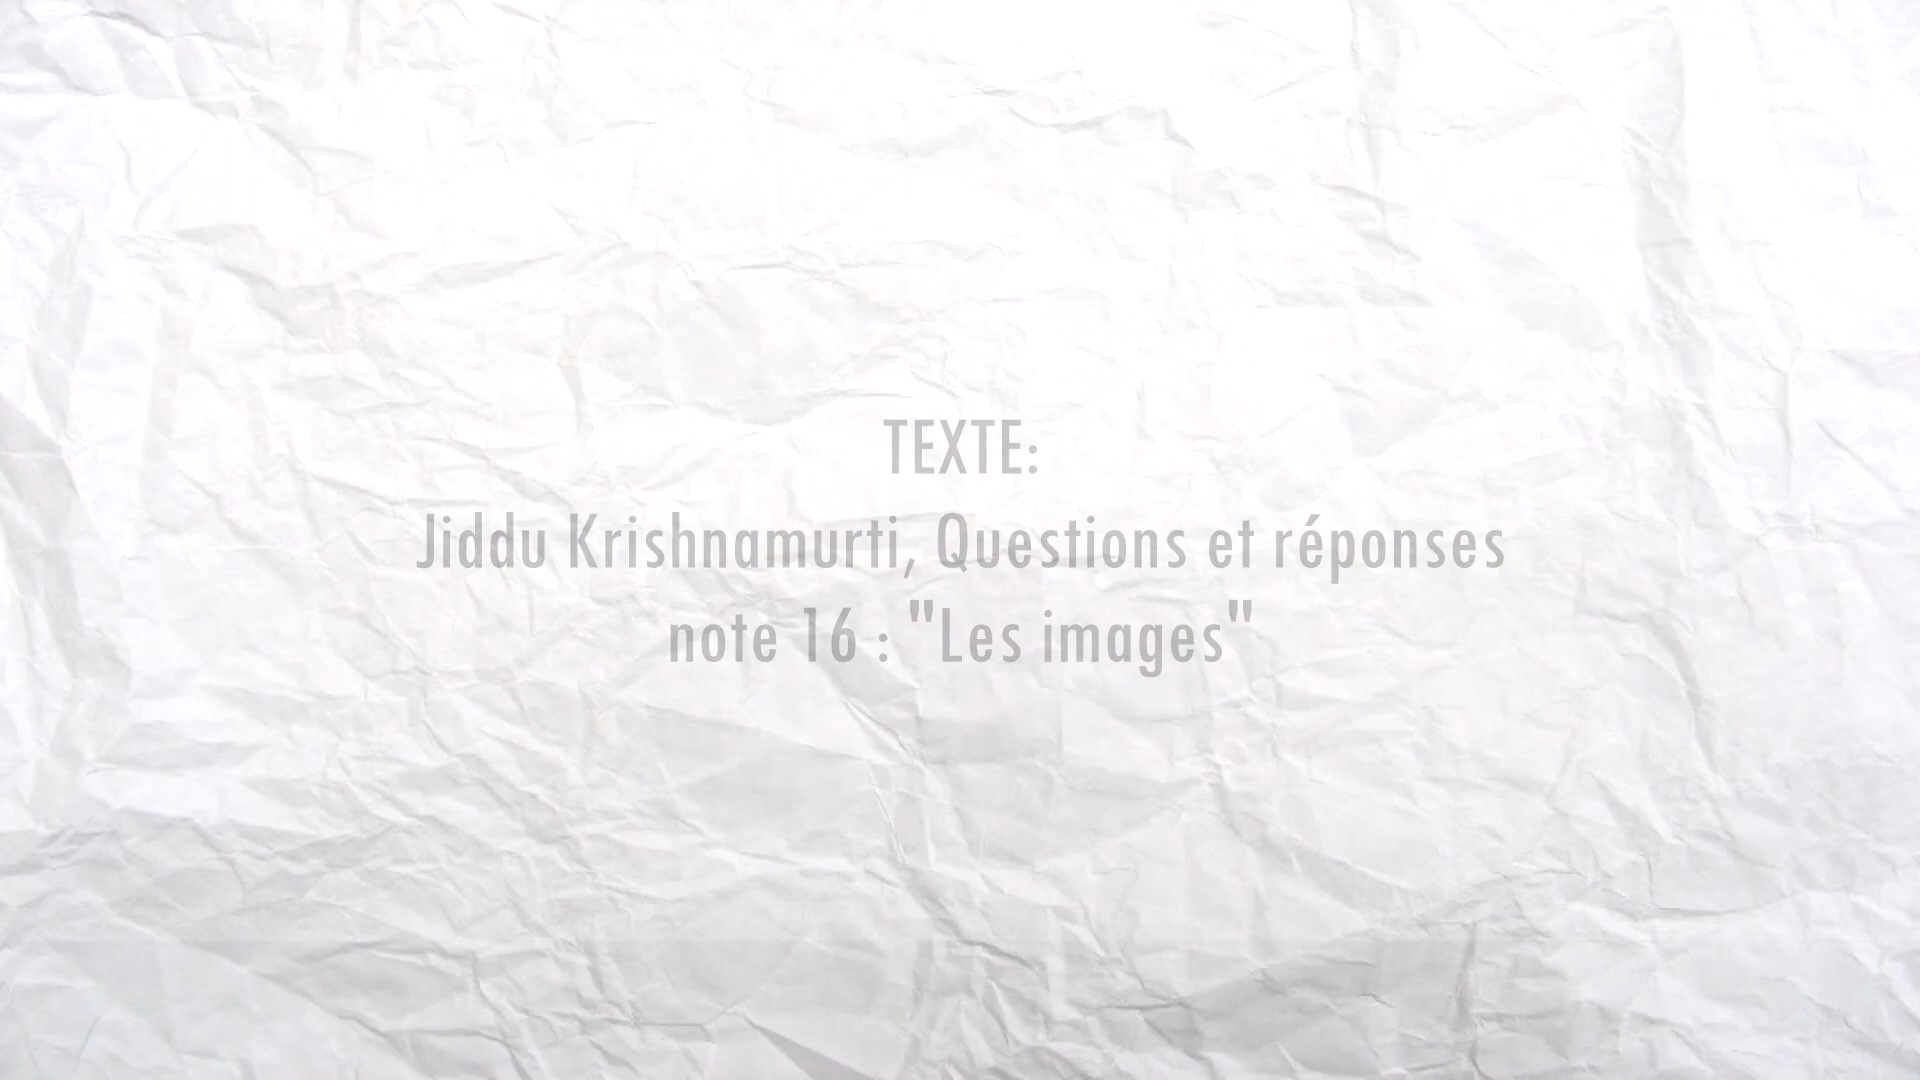 TEXTE:
Jiddu Krishnamurti, Questions et réponses
note 16 : "Les images"